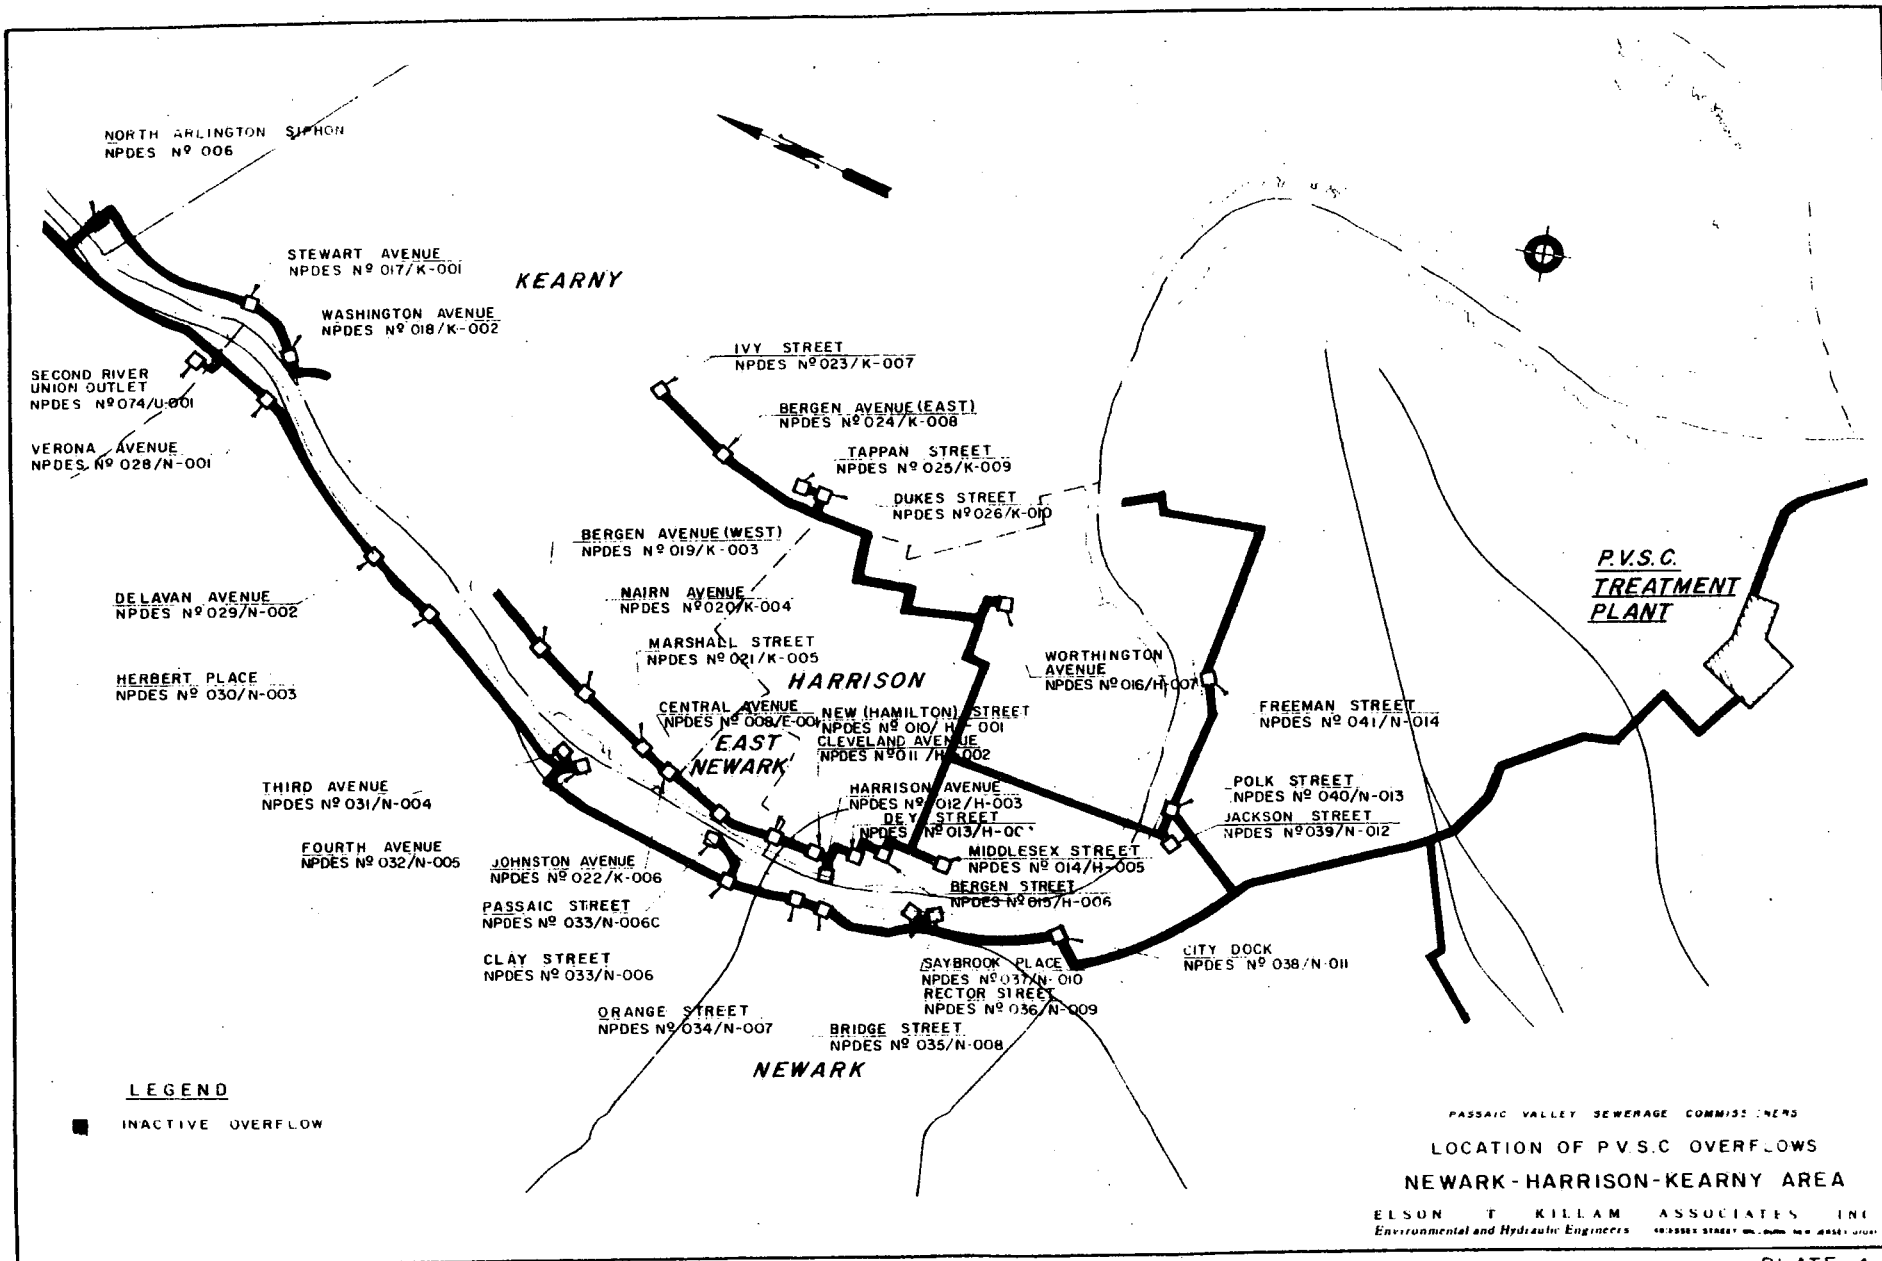 NORTH ARLINGTON SIPHON
NPDES Nº 006
STEWART AVENUE
NPDES Nº 017/K-001
KEARNY
WASHINGTON AVENUE
NPDES Nº 018/K-002
SECOND RIVER
UNION OUTLET
NPDES Nº 074/U-001
VERONA AVENUE
NPDES Nº 028/N-001
IVY STREET
NPDES Nº 023/K-007
BERGEN AVENUE (EAST)
NPDES Nº 024/K-008
TAPPAN STREET
NPDES Nº 025/K-009
DUKES STREET
NPDES Nº 026/K-010
BERGEN AVENUE (WEST)
NPDES Nº 019/K-003
NAIRN AVENUE
NPDES Nº 020/K-004
MARSHALL STREET
NPDES Nº 021/K-005
HARRISON
DELAVAN AVENUE
NPDES Nº 029/N-002
HERBERT PLACE
NPDES Nº 030/N-003
CENTRAL AVENUE
NPDES Nº 008/E-001
EAST
NEWARK
NEW (HAMILTON) STREET
NPDES Nº 010/H-001
CLEVELAND AVENUE
NPDES Nº 011/H-002
HARRISON AVENUE
NPDES Nº 012/H-003
DEY STREET
NPDES Nº 013/H-00
MIDDLESEX STREET
NPDES Nº 014/H-005
BERGEN STREET
NPDES Nº 015/H-006
WORTHINGTON
AVENUE
NPDES Nº 016/H-007
P.V.S.C.
TREATMENT
PLANT
FREEMAN STREET
NPDES Nº 041/N-014
POLK STREET
NPDES Nº 040/N-013
JACKSON STREET
NPDES Nº 039/N-012
THIRD AVENUE
NPDES Nº 031/N-004
FOURTH AVENUE
NPDES Nº 032/N-005
JOHNSTON AVENUE
NPDES Nº 022/K-006
PASSAIC STREET
NPDES Nº 033/N-006C
CLAY STREET
NPDES Nº 033/N-006
ORANGE STREET
NPDES Nº 034/N-007
BRIDGE STREET
NPDES Nº 035/N-008
SAYBROOK PLACE
NPDES Nº 037/N-010
RECTOR STREET
NPDES Nº 036/N-009
CITY DOCK
NPDES Nº 038/N-011
NEWARK
LEGEND
INACTIVE OVERFLOW
PASSAIC VALLEY SEWERAGE
LOCATION OF P.V.S.C OVERFLOWS
NEWARK-HARRISON-KEARNY AREA
ELSON T KILLAM ASSOCIATES INC
Environmental and Hydraulic Engineers
PLATE